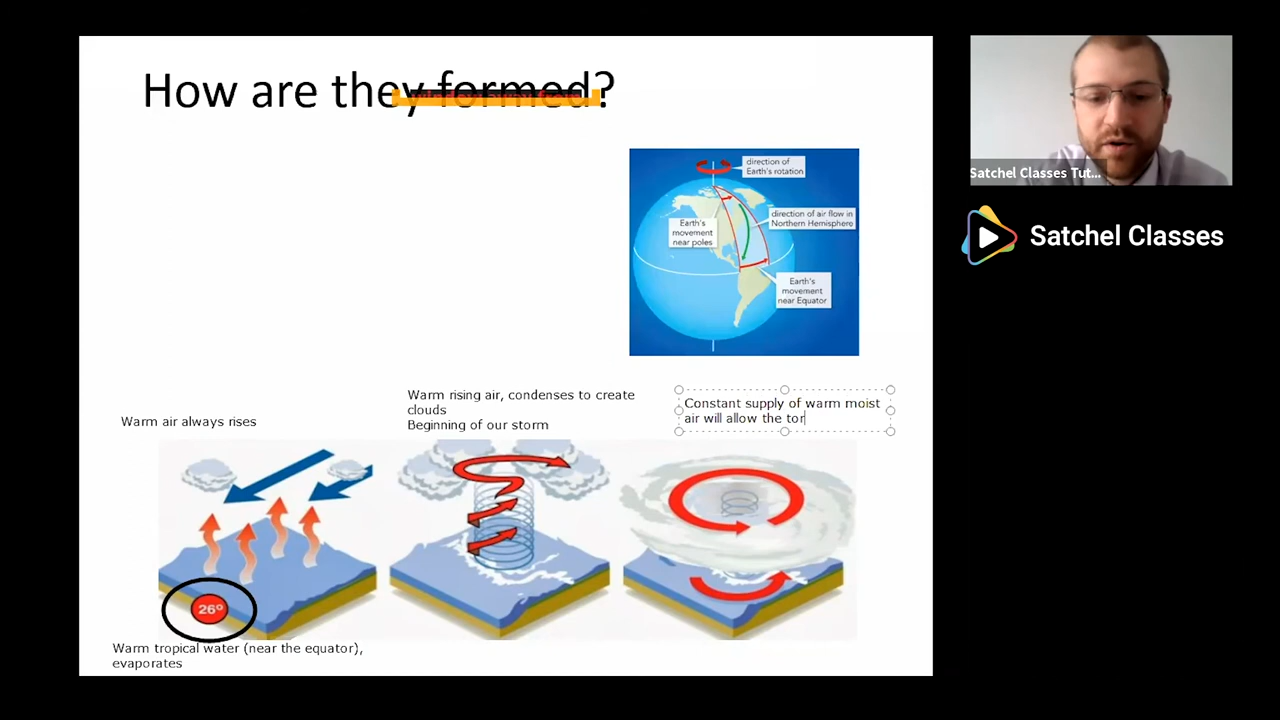 How are they formed?
direction of
Earth's rotation
direction of air flow in
Northern Hemisphere
Earth's
movement
near poles
Earth's
movement
near Equator
Warm air always rises
Warm rising air, condenses to create
clouds
Beginning of our storm
Constant supply of warm moist
air will allow the tor
26º
Warm tropical water (near the equator),
evaporates
Satchel Classes Tut...
Satchel Classes